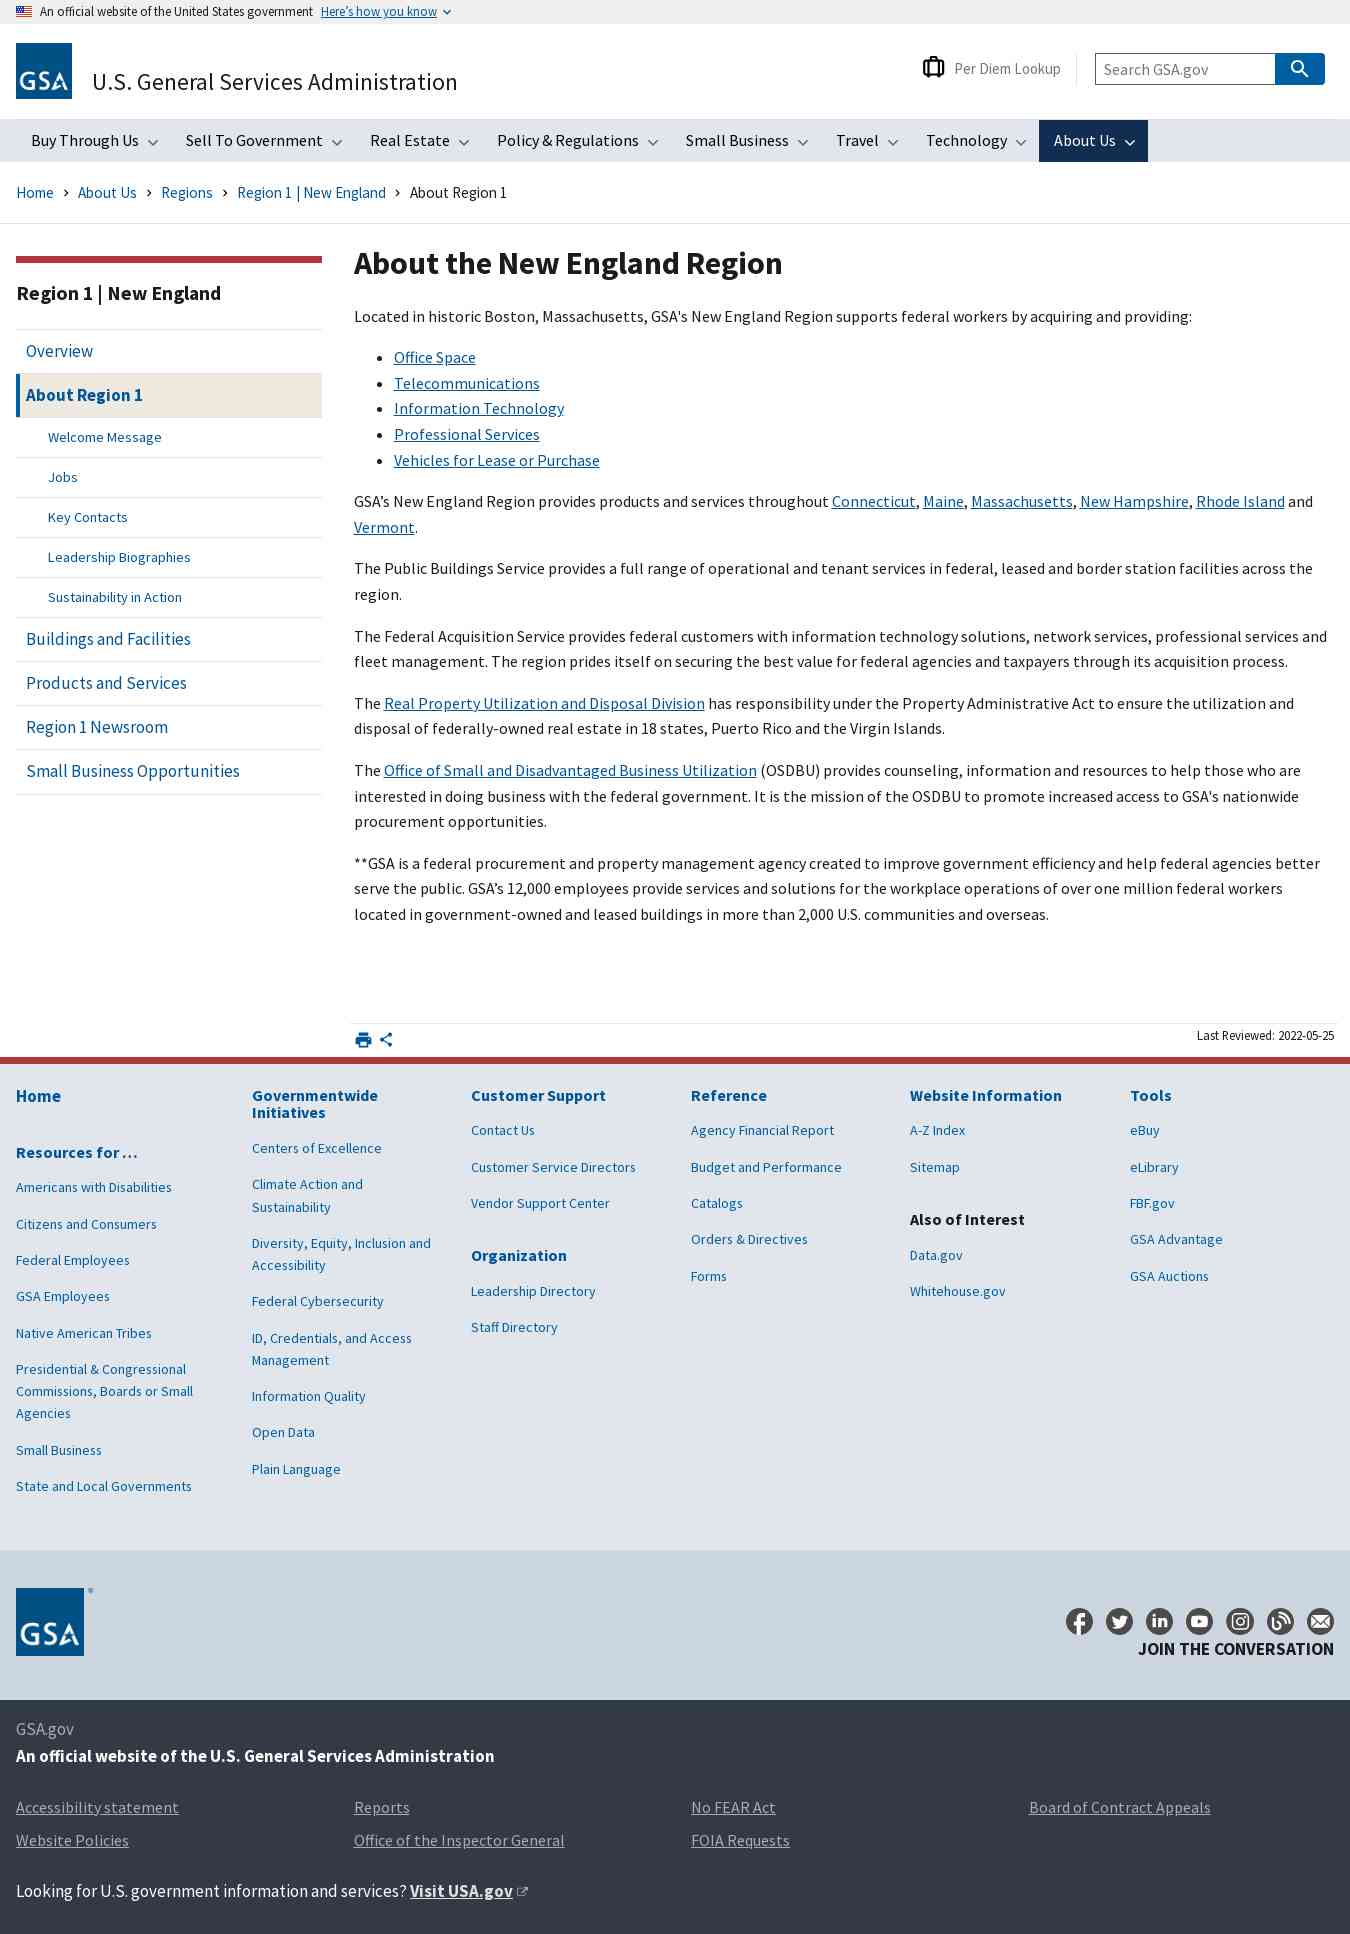 An official website of the United States government Here’s how you know
GSA
U.S. General Services Administration
Per Diem Lookup
Search GSA.gov
Buy Through Us
Sell To Government
Real Estate
Policy & Regulations
Small Business
Travel
Technology
About Us
Home > About Us > Regions > Region 1 | New England > About Region 1
Region 1 | New England
Overview
About Region 1
Welcome Message
Jobs
Key Contacts
Leadership Biographies
Sustainability in Action
Buildings and Facilities
Products and Services
Region 1 Newsroom
Small Business Opportunities
About the New England Region
Located in historic Boston, Massachusetts, GSA's New England Region supports federal workers by acquiring and providing:
• Office Space
• Telecommunications
• Information Technology
• Professional Services
• Vehicles for Lease or Purchase
GSA’s New England Region provides products and services throughout Connecticut, Maine, Massachusetts, New Hampshire, Rhode Island and
Vermont.
The Public Buildings Service provides a full range of operational and tenant services in federal, leased and border station facilities across the
region.
The Federal Acquisition Service provides federal customers with information technology solutions, network services, professional services and
fleet management. The region prides itself on securing the best value for federal agencies and taxpayers through its acquisition process.
The Real Property Utilization and Disposal Division has responsibility under the Property Administrative Act to ensure the utilization and
disposal of federally-owned real estate in 18 states, Puerto Rico and the Virgin Islands.
The Office of Small and Disadvantaged Business Utilization (OSDBU) provides counseling, information and resources to help those who are
interested in doing business with the federal government. It is the mission of the OSDBU to promote increased access to GSA's nationwide
procurement opportunities.
**GSA is a federal procurement and property management agency created to improve government efficiency and help federal agencies better
serve the public. GSA’s 12,000 employees provide services and solutions for the workplace operations of over one million federal workers
located in government-owned and leased buildings in more than 2,000 U.S. communities and overseas.
Last Reviewed: 2022-05-25
Home
Resources for …
Americans with Disabilities
Citizens and Consumers
Federal Employees
GSA Employees
Native American Tribes
Presidential & Congressional
Commissions, Boards or Small
Agencies
Small Business
State and Local Governments
Governmentwide
Initiatives
Centers of Excellence
Climate Action and
Sustainability
Diversity, Equity, Inclusion and
Accessibility
Federal Cybersecurity
ID, Credentials, and Access
Management
Information Quality
Open Data
Plain Language
Customer Support
Contact Us
Customer Service Directors
Vendor Support Center
Organization
Leadership Directory
Staff Directory
Reference
Agency Financial Report
Budget and Performance
Catalogs
Orders & Directives
Forms
Website Information
A-Z Index
Sitemap
Also of Interest
Data.gov
Whitehouse.gov
Tools
eBuy
eLibrary
FBF.gov
GSA Advantage
GSA Auctions
GSA ®
JOIN THE CONVERSATION
GSA.gov
An official website of the U.S. General Services Administration
Accessibility statement
Reports
No FEAR Act
Board of Contract Appeals
Website Policies
Office of the Inspector General
FOIA Requests
Looking for U.S. government information and services? Visit USA.gov